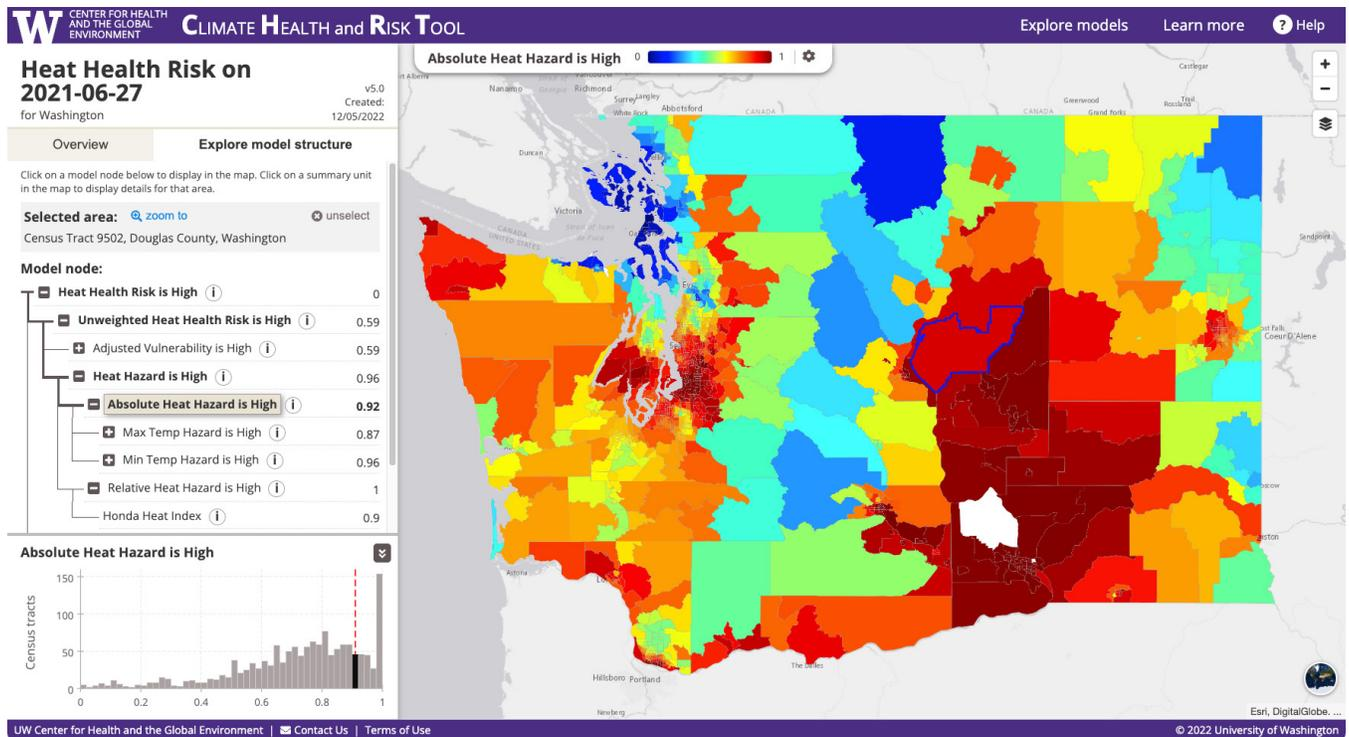 W CENTER FOR HEALTH
AND THE GLOBAL
ENVIRONMENT
CLIMATE HEALTH and RISK TOOL
Explore models
Learn more
? Help
Heat Health Risk on
2021-06-27
for Washington
v5.0
Created:
12/05/2022
Overview
Explore model structure
Click on a model node below to display in the map. Click on a summary unit
in the map to display details for that area.
Selected area: zoom to unselect
Census Tract 9502, Douglas County, Washington
Model node:
Heat Health Risk is High i 0
Unweighted Heat Health Risk is High i 0.59
Adjusted Vulnerability is High i 0.59
Heat Hazard is High i 0.96
Absolute Heat Hazard is High i 0.92
Max Temp Hazard is High i 0.87
Min Temp Hazard is High i 0.96
Relative Heat Hazard is High i 1
Honda Heat Index i 0.9
Absolute Heat Hazard is High
Census tracts
150
100
50
0
0 0.2 0.4 0.6 0.8 1
Absolute Heat Hazard is High 0 1
Castlegar
Nanaimo
Richmond
Surrey
Langley
White Rock
Abbotsford
CANADA
CANADA
Greenwood
Grand Forks
Trail
Rossland
Duncan
Victoria
CANADA
UNITED STATES
Sandpoint
Coeur D'Alene
Astoria
The Dalles
Hillsboro
Portland
Newberg
Esri, DigitalGlobe. ...
UW Center for Health and the Global Environment | Contact Us | Terms of Use
© 2022 University of Washington